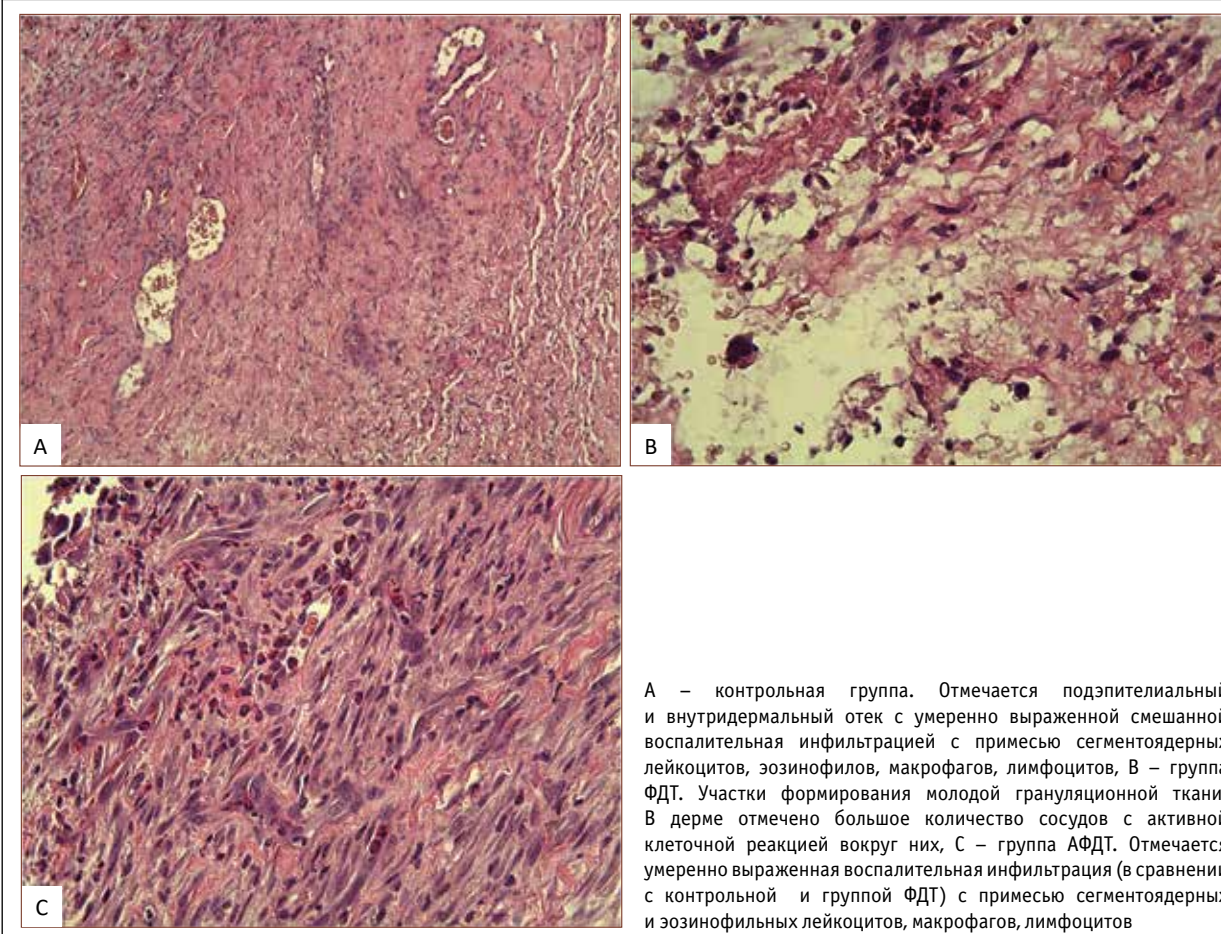 A
B
C
А – контрольная группа. Отмечается подэпителиальный
и внутридермальный отек с умеренно выраженной смешанной
воспалительная инфильтрацией с примесью сегментоядерных
лейкоцитов, эозинофилов, макрофагов, лимфоцитов, В – группа
ФДТ. Участки формирования молодой грануляционной ткани
В дерме отмечено большое количество сосудов с активной
клеточной реакцией вокруг них, С – группа АФДТ. Отмечается
умеренно выраженная воспалительная инфильтрация (в сравнении
с контрольной и группой ФДТ) с примесью сегментоядерных
и эозинофильных лейкоцитов, макрофагов, лимфоцитов